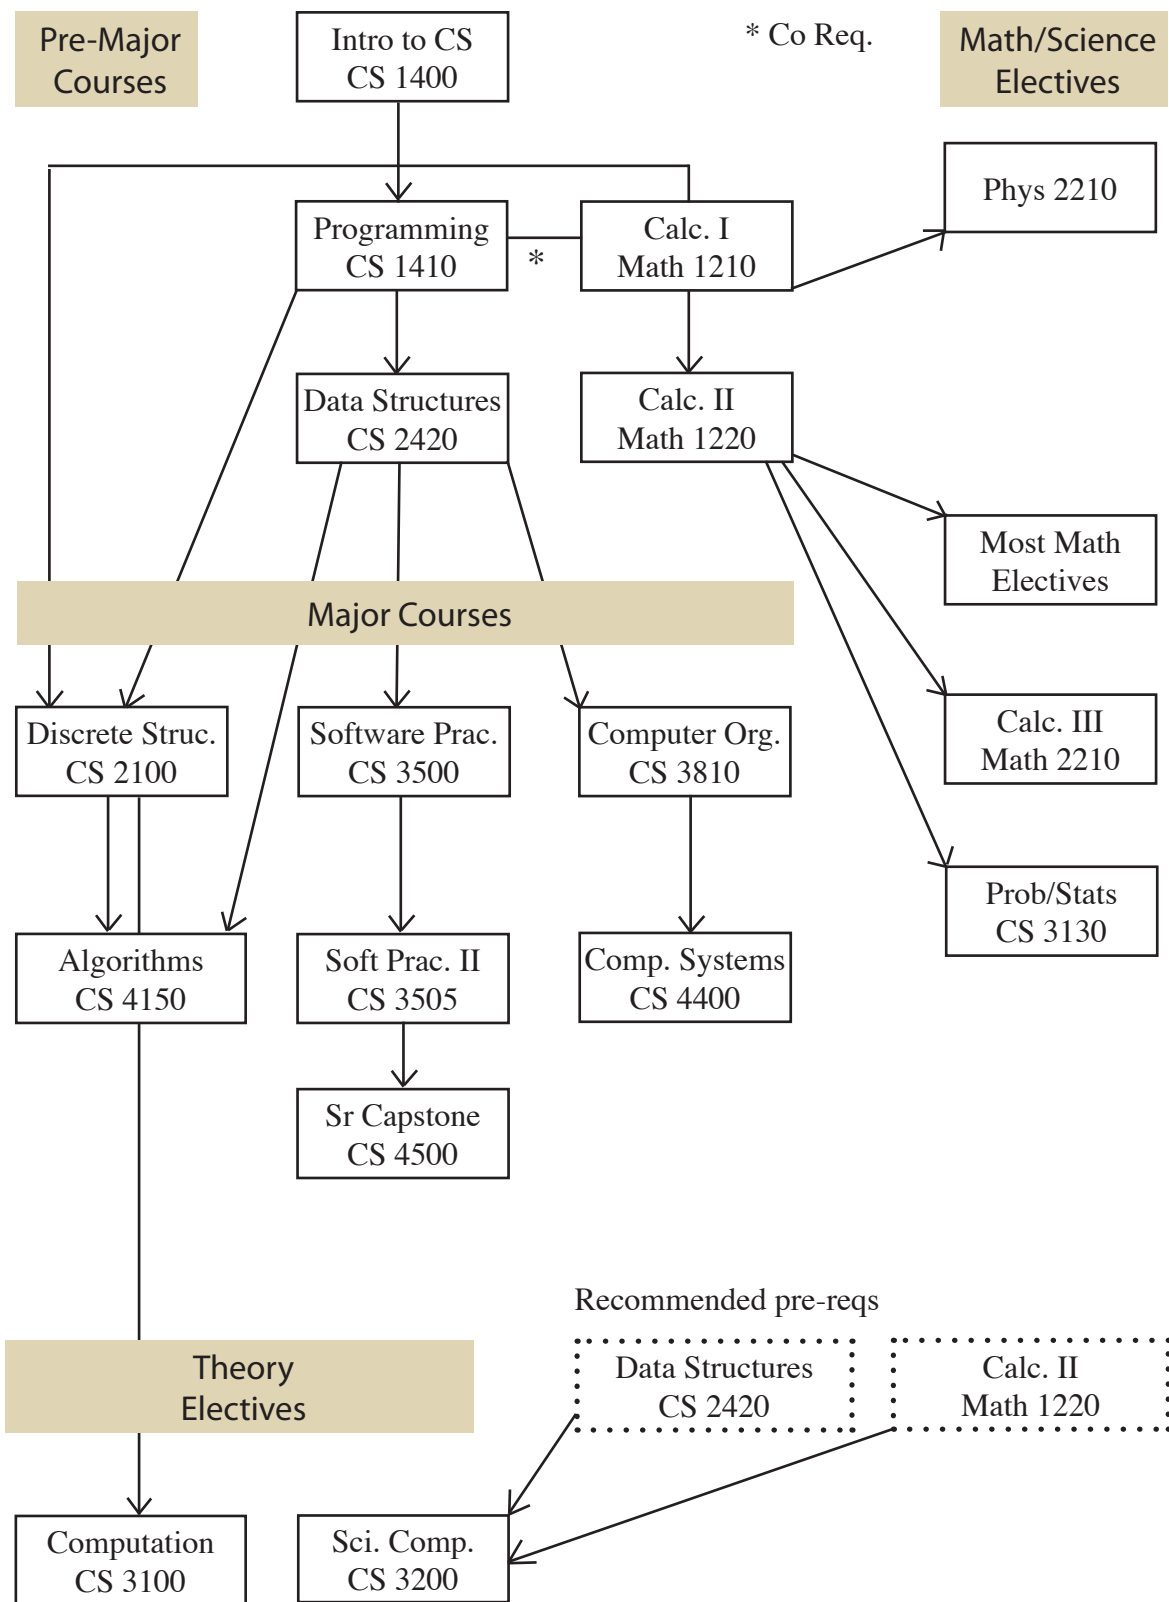 Pre-Major
Courses
Intro to CS
CS 1400
* Co Req.
Math/Science
Electives
Phys 2210
Programming
CS 1410
*
Calc. I
Math 1210
Data Structures
CS 2420
Calc. II
Math 1220
Most Math
Electives
Major Courses
Discrete Struc.
CS 2100
Software Prac.
CS 3500
Computer Org.
CS 3810
Calc. III
Math 2210
Prob/Stats
CS 3130
Algorithms
CS 4150
Soft Prac. II
CS 3505
Comp. Systems
CS 4400
Sr Capstone
CS 4500
Recommended pre-reqs
Theory
Electives
Data Structures
CS 2420
Calc. II
Math 1220
Computation
CS 3100
Sci. Comp.
CS 3200